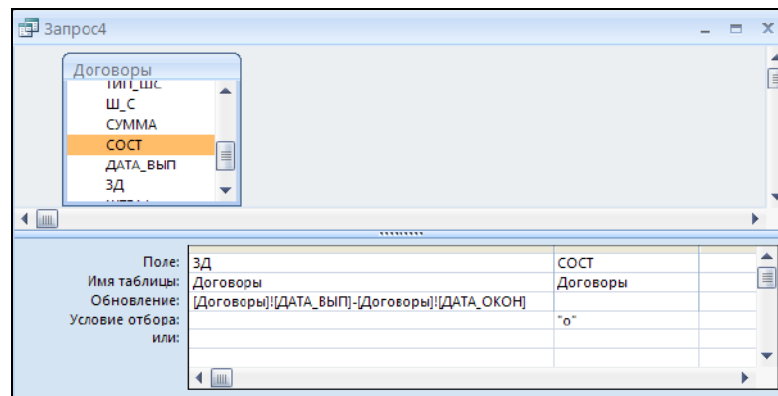 Запрос4
Договоры
ТИП_ШС
Ш_С
СУММА
СОСТ
ДАТА_ВЫП
ЗД
Поле: ЗД СОСТ
Имя таблицы: Договоры Договоры
Обновление: [Договоры]![ДАТА_ВЫП]-[Договоры]![ДАТА_ОКОН]
Условие отбора: "о"
или: